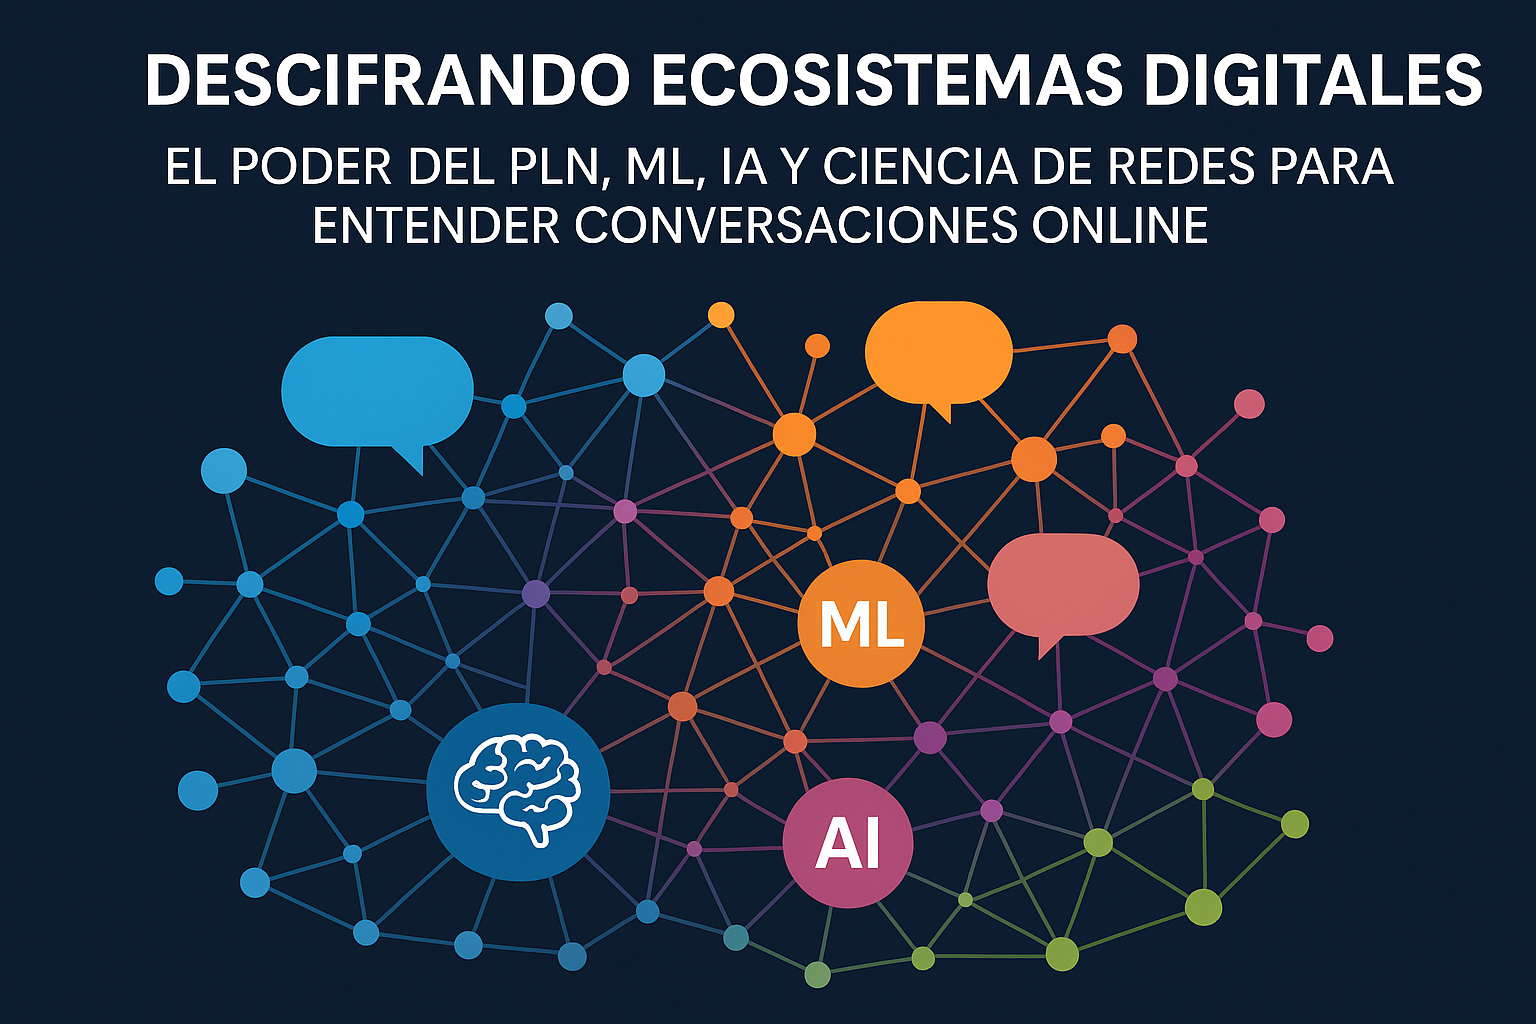 DESCIFRANDO ECOSISTEMAS DIGITALES
EL PODER DEL PLN, ML, IA Y CIENCIA DE REDES PARA
ENTENDER CONVERSACIONES ONLINE
ML
AI